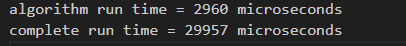 algorithm run time = 2960 microseconds
complete run time = 29957 microseconds